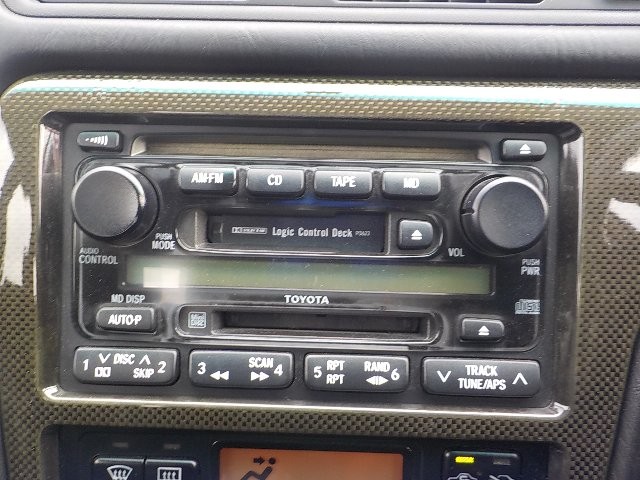 AM•FM CD TAPE MD
Logic Control Deck P3623
PUSH MODE
AUDIO CONTROL
VOL
PUSH PWR
TOYOTA
MD DISP
AUTO•P
1 DISC 2
SKIP
3 SCAN 4
5 RPT RAND 6
RPT
TRACK
TUNE/APS